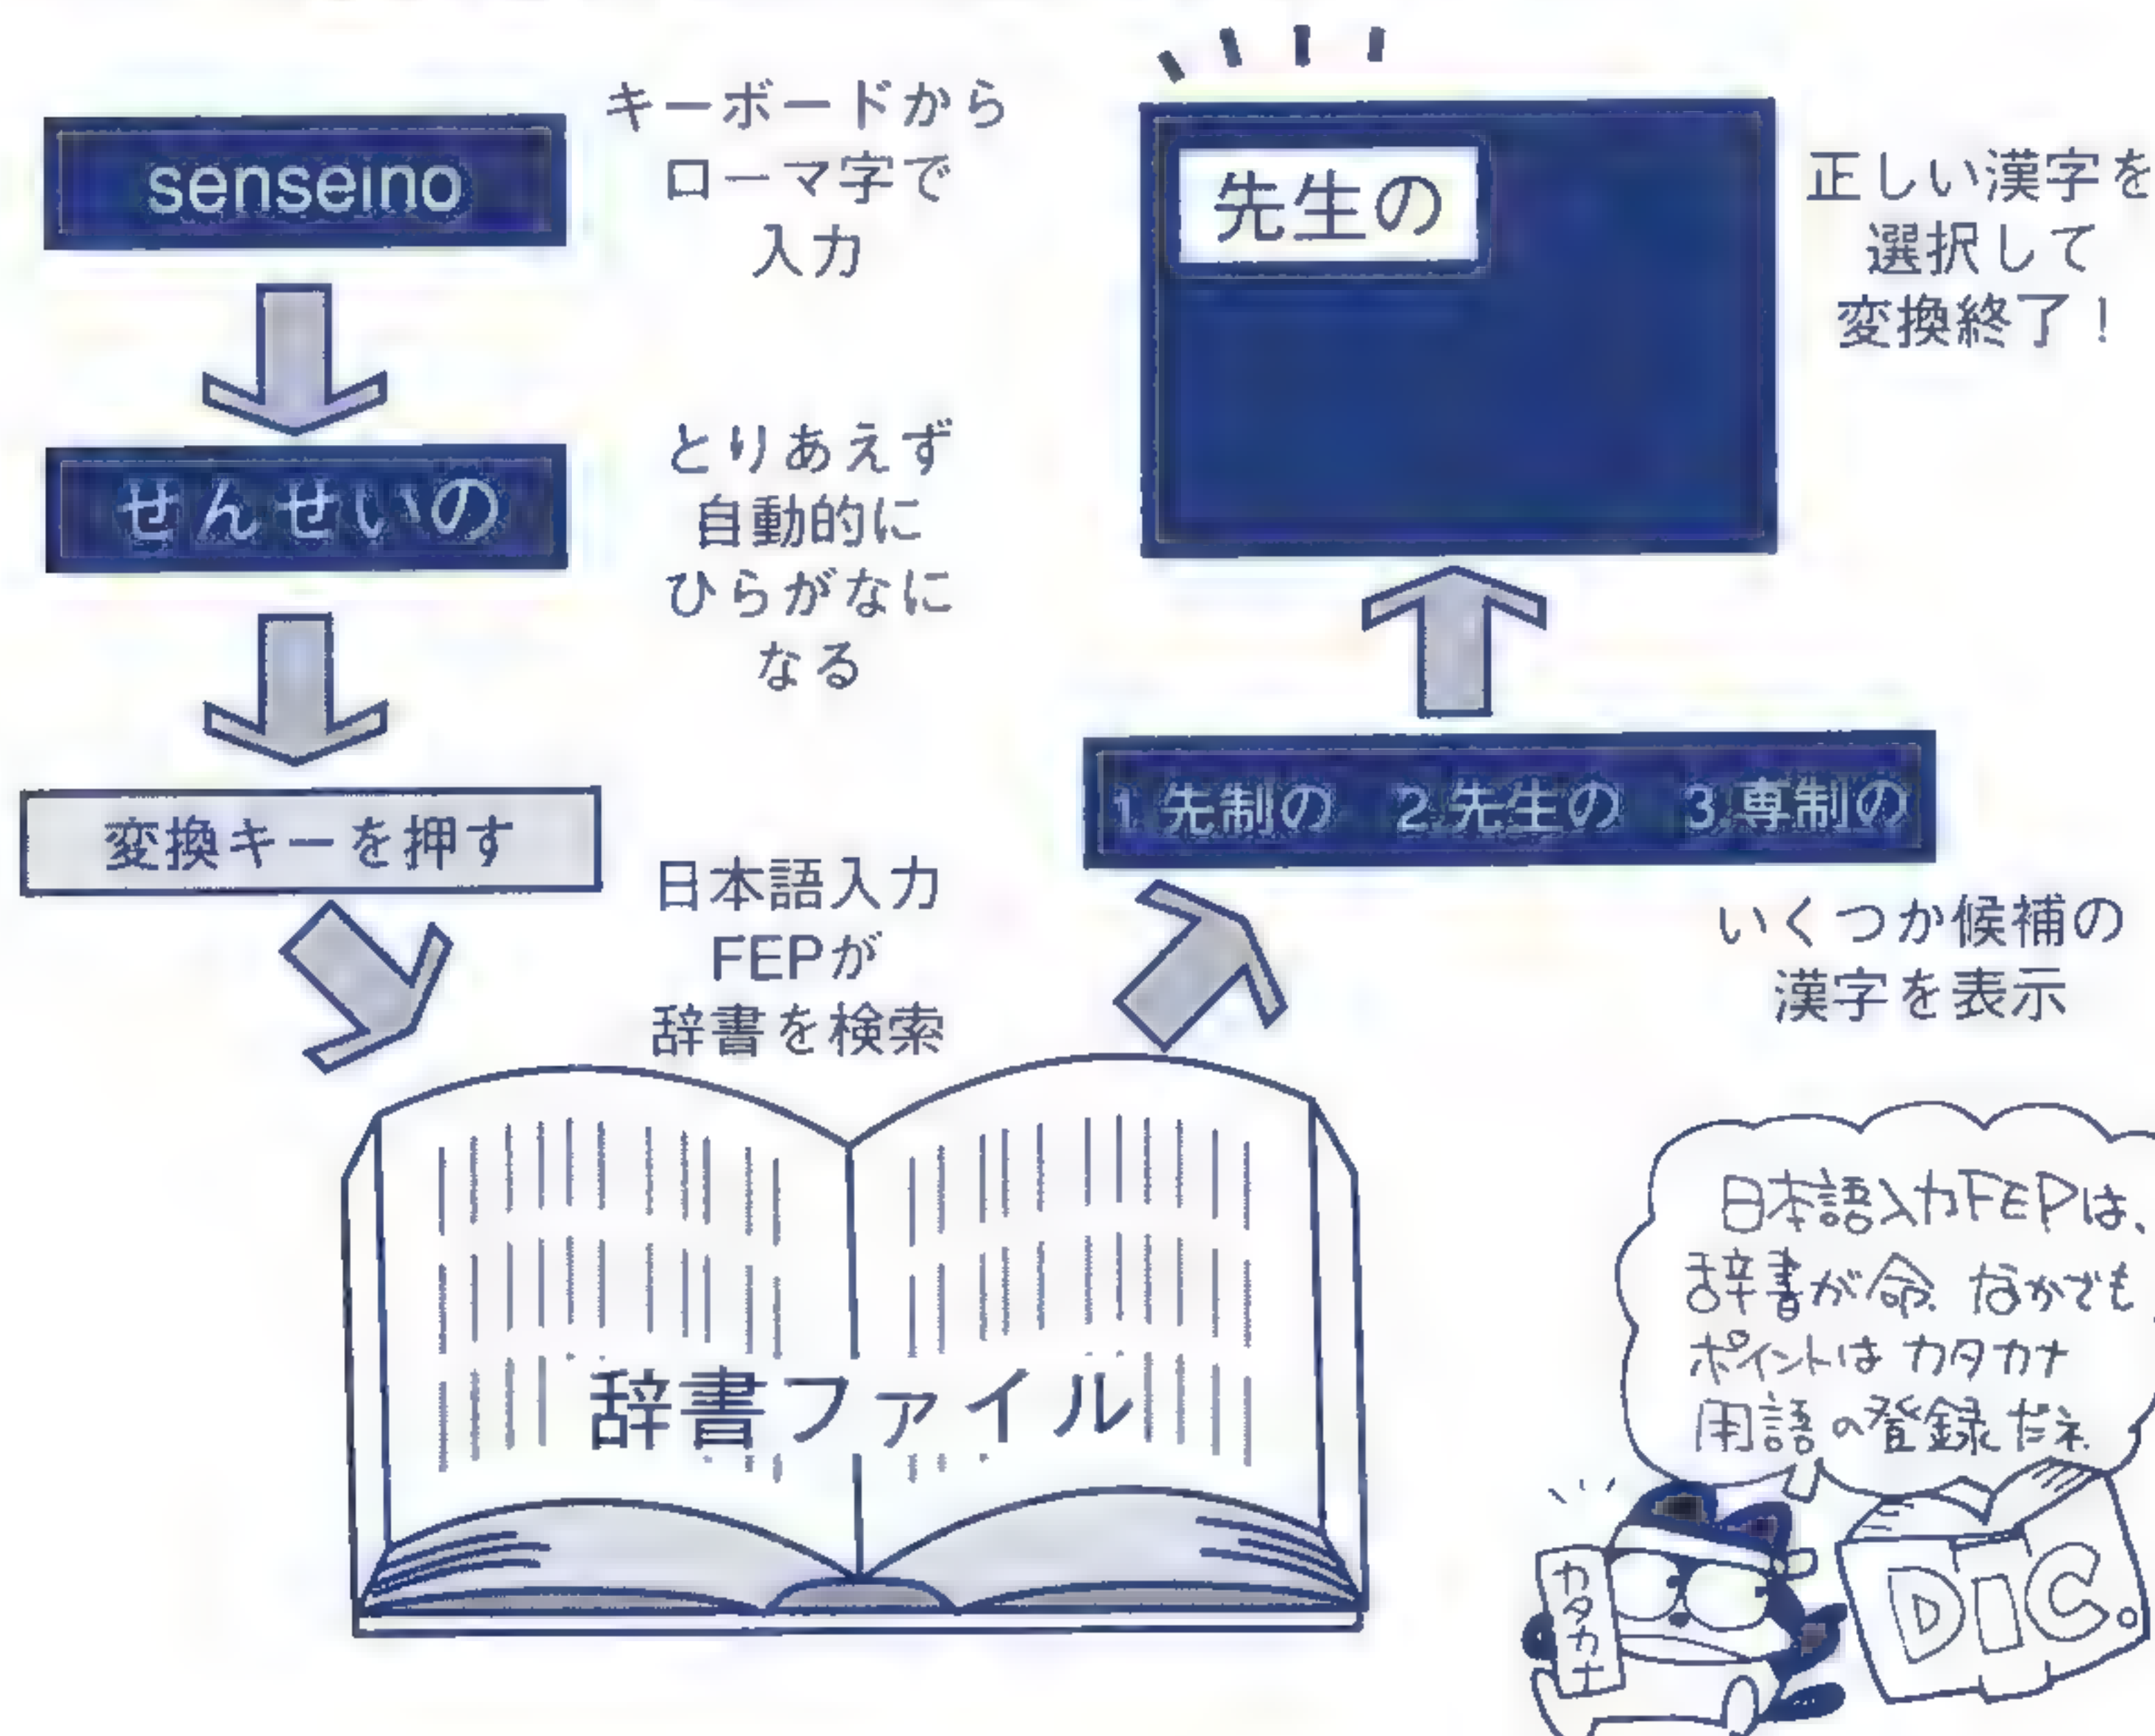 senseino
キーボードから
ローマ字で
入力
せんせいの
とりあえず
自動的に
ひらがなに
なる
変換キーを押す
日本語入力
FEPが
辞書を検索
辞書ファイル
1 先制の 2 先生の 3 専制の
いくつか候補の
漢字を表示
先生の
正しい漢字を
選択して
変換終了!
日本語入力FEPは、
辞書が命. なかでも
ポイントは カタカナ
用語の登録だネ.
カタカナ
DIC.